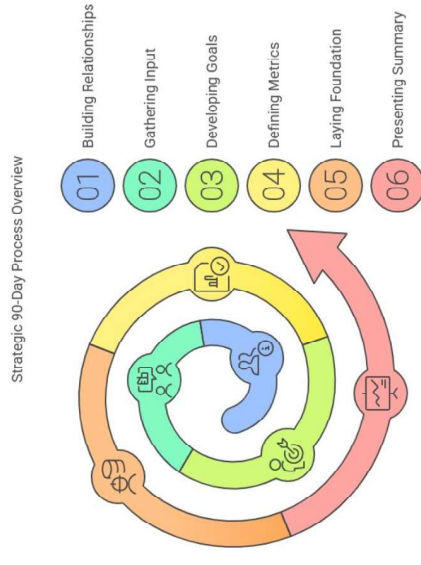 Strategic 90-Day Process Overview
01 Building Relationships
02 Gathering Input
03 Developing Goals
04 Defining Metrics
05 Laying Foundation
06 Presenting Summary